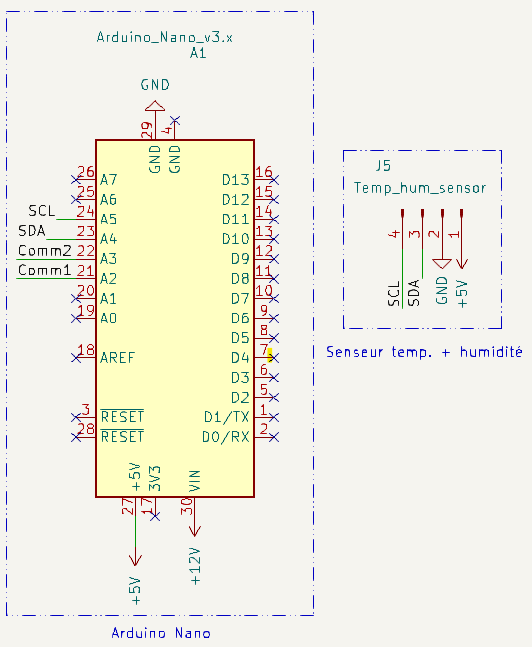 Arduino_Nano_v3.x
A1
GND
29
4
GND
GND
26 A7
25 A6
SCL 24 A5
SDA 23 A4
Comm2 22 A3
Comm1 21 A2
20 A1
19 A0
18 AREF
3 RESET
28 RESET
D13 16
D12 15
D11 14
D10 13
D9 12
D8 11
D7 10
D6 9
D5 8
D4 7
D3 6
D2 5
D1/TX 1
D0/RX 2
+5V
3V3
VIN
27
17
30
+5V
+12V
Arduino Nano
J5
Temp_hum_sensor
4
3
2
1
SCL
SDA
GND
+5V
Senseur temp. + humidité